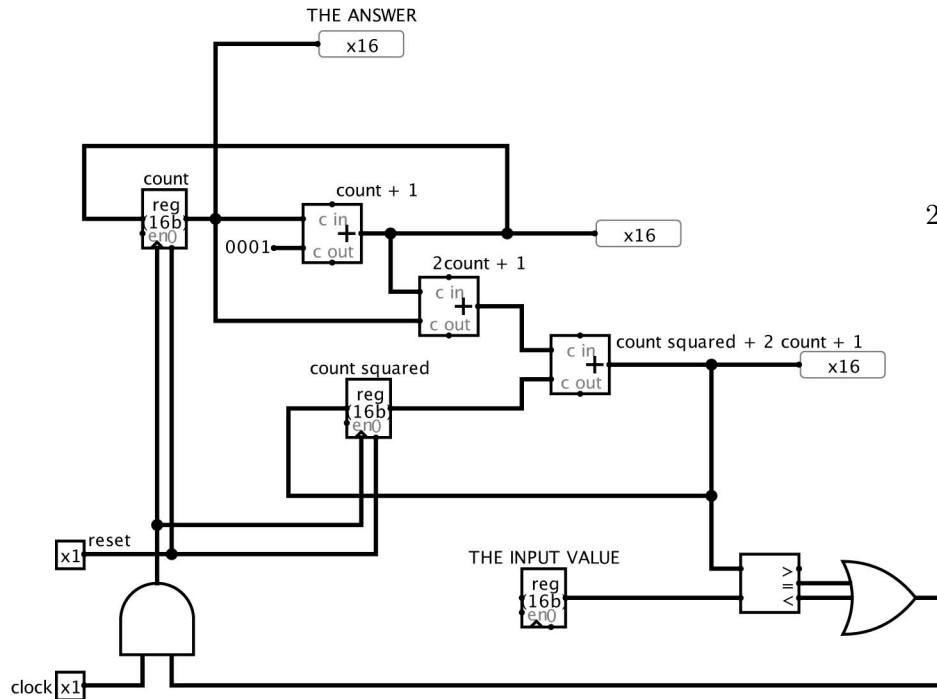 THE ANSWER
x16
count
reg
(16b)
en0
count + 1
c in
+
c out
0001
x16
2
2count + 1
c in
+
c out
count squared + 2 count + 1
c in
+
c out
x16
count squared
reg
(16b)
en0
reset
x1
THE INPUT VALUE
reg
(16b)
en0
>
=
<
clock
x1